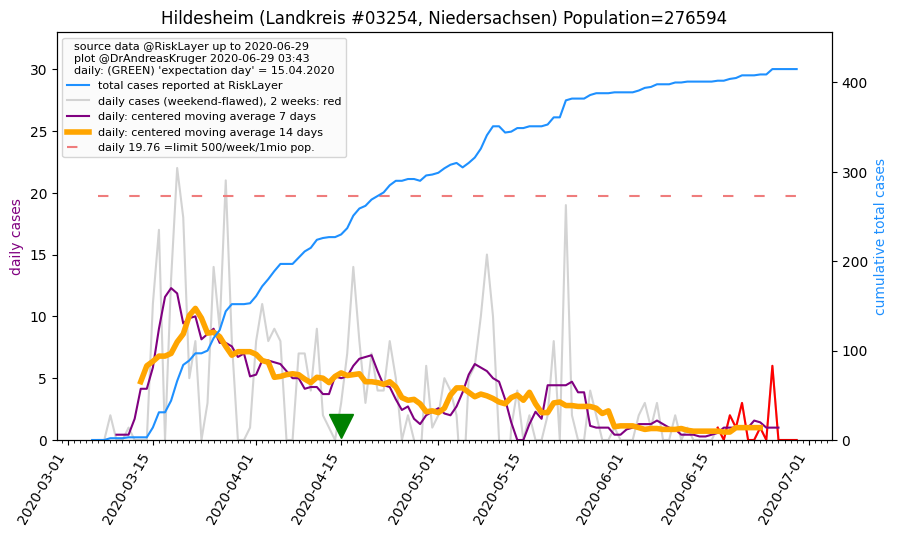 Hildesheim (Landkreis #03254, Niedersachsen) Population=276594
source data @RiskLayer up to 2020-06-29
plot @DrAndreasKruger 2020-06-29 03:43
daily: (GREEN) 'expectation day' = 15.04.2020
total cases reported at RiskLayer
daily cases (weekend-flawed), 2 weeks: red
daily: centered moving average 7 days
daily: centered moving average 14 days
daily 19.76 =limit 500/week/1mio pop.
daily cases
30
25
20
15
10
5
0
cumulative total cases
400
300
200
100
0
2020-03-01
2020-03-15
2020-04-01
2020-04-15
2020-05-01
2020-05-15
2020-06-01
2020-06-15
2020-07-01